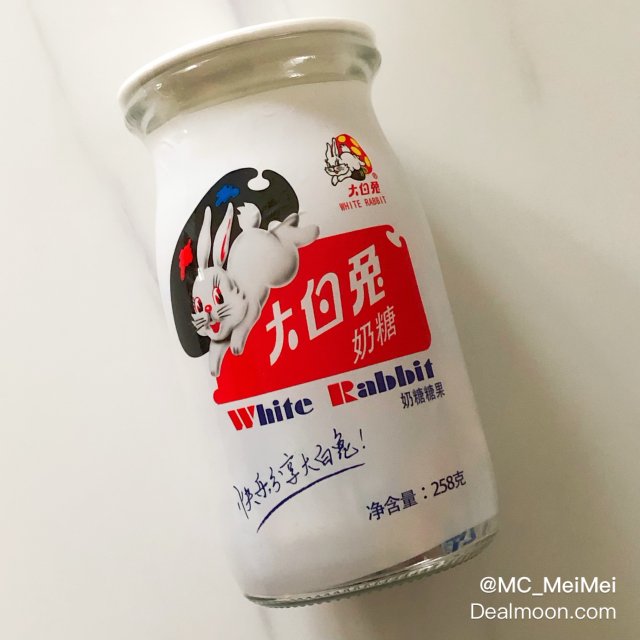 大白兔
WHITE RABBIT
大白兔
奶糖
White Rabbit
奶糖糖果
快乐分享大白兔!
净含量:258克
@MC_MeiMei
Dealmoon.com